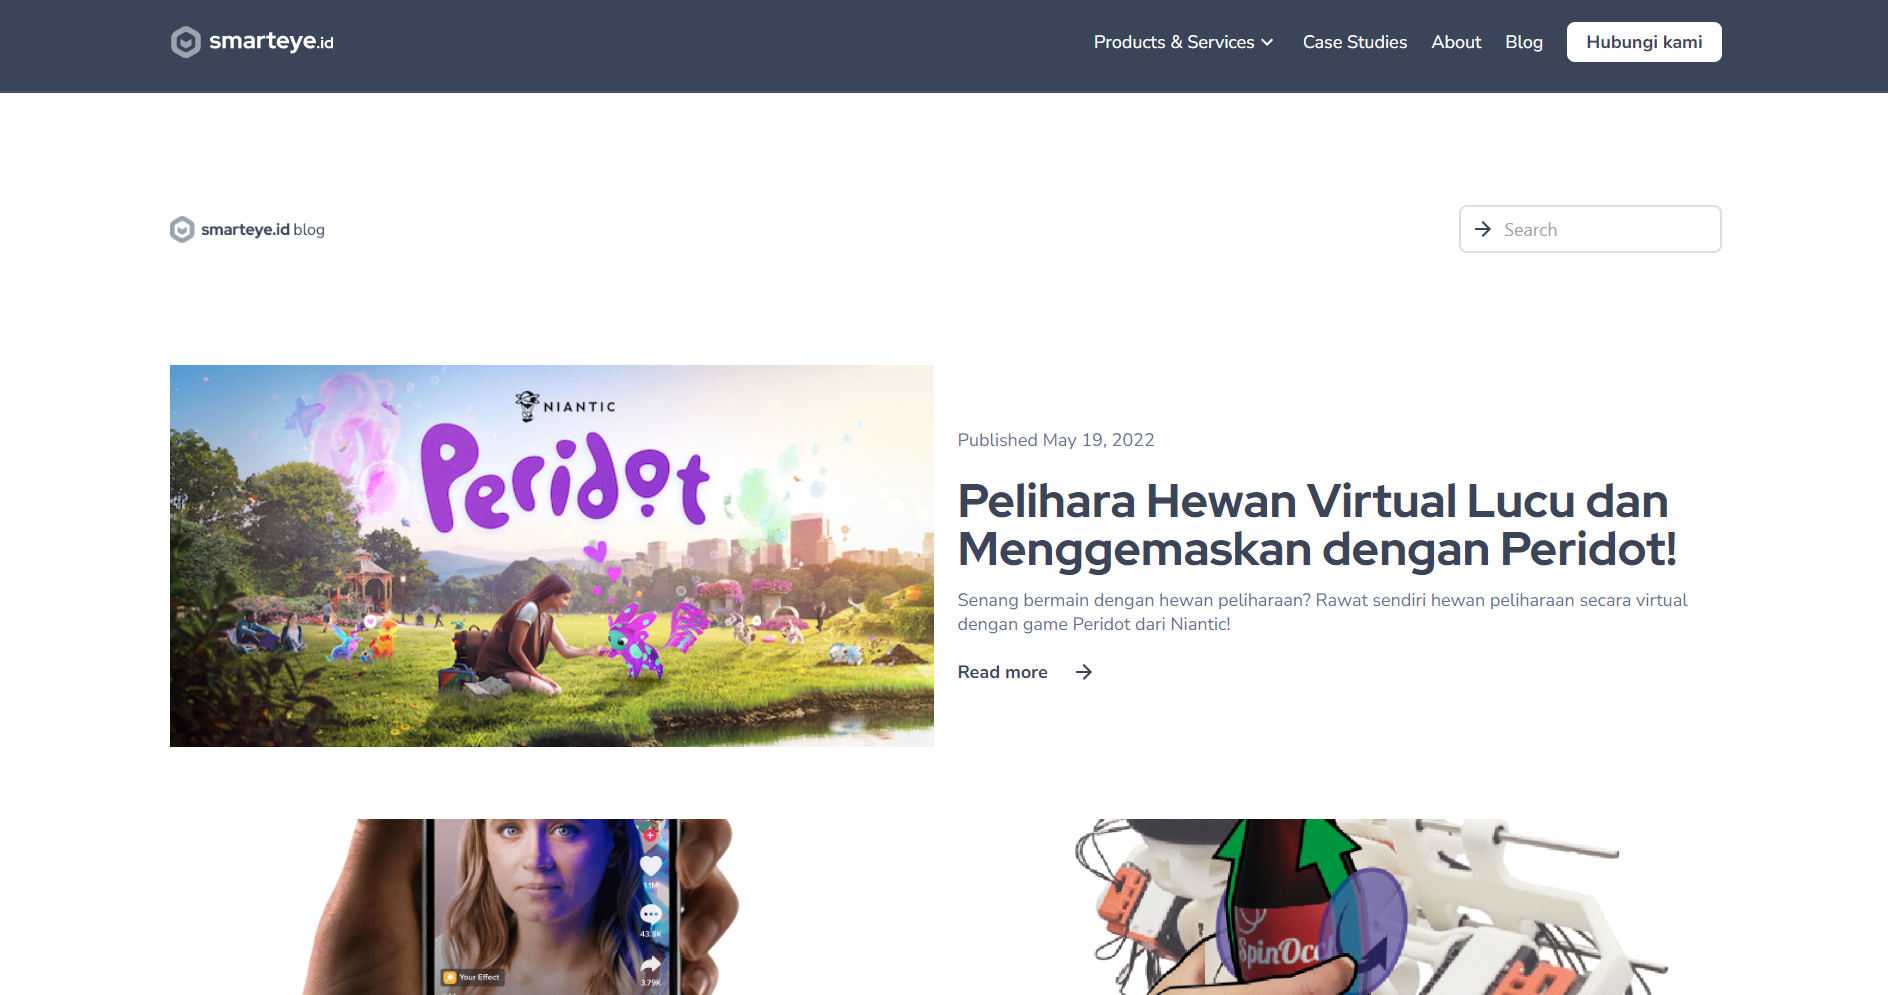 smarteye.id
Products & Services
Case Studies
About
Blog
Hubungi kami
smarteye.id blog
Search
NIANTIC
Peridot
Published May 19, 2022
Pelihara Hewan Virtual Lucu dan
Menggemaskan dengan Peridot!
Senang bermain dengan hewan peliharaan? Rawat sendiri hewan peliharaan secara virtual
dengan game Peridot dari Niantic!
Read more
1.1M
43.8K
3.79K
Your Effect